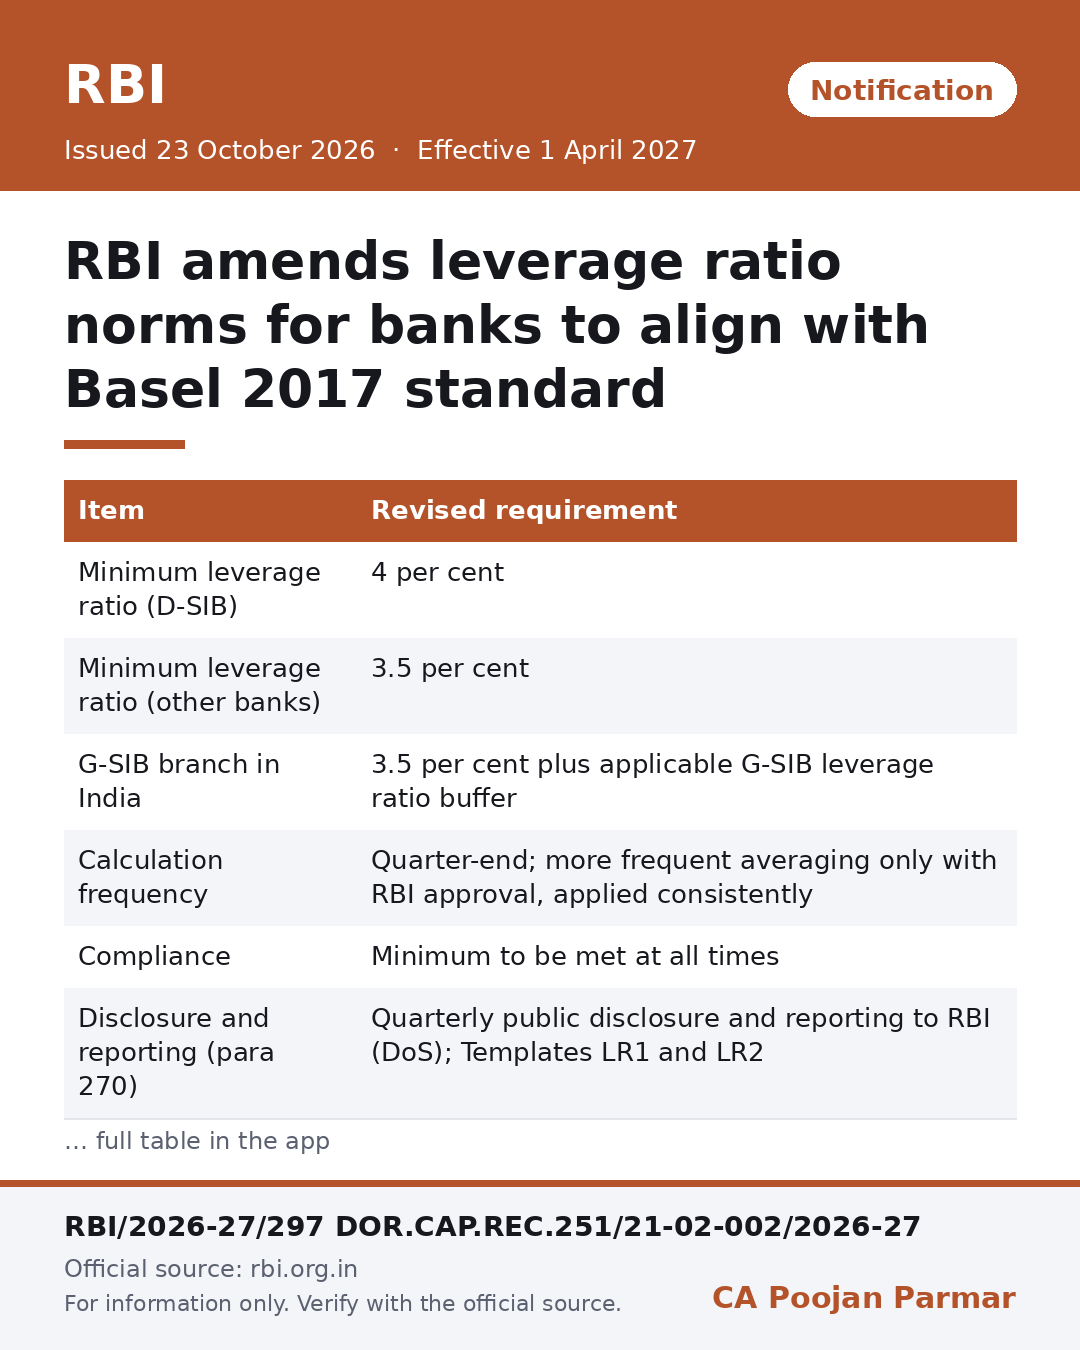 RBI
Notification
Issued 23 October 2026 · Effective 1 April 2027
RBI amends leverage ratio
norms for banks to align with
Basel 2017 standard
Item Revised requirement
Minimum leverage 4 per cent
ratio (D-SIB)
Minimum leverage 3.5 per cent
ratio (other banks)
G-SIB branch in 3.5 per cent plus applicable G-SIB leverage
India ratio buffer
Calculation Quarter-end; more frequent averaging only with
frequency RBI approval, applied consistently
Compliance Minimum to be met at all times
Disclosure and Quarterly public disclosure and reporting to RBI
reporting (para (DoS); Templates LR1 and LR2
270)
... full table in the app
RBI/2026-27/297 DOR.CAP.REC.251/21-02-002/2026-27
Official source: rbi.org.in
For information only. Verify with the official source.
CA Poojan Parmar